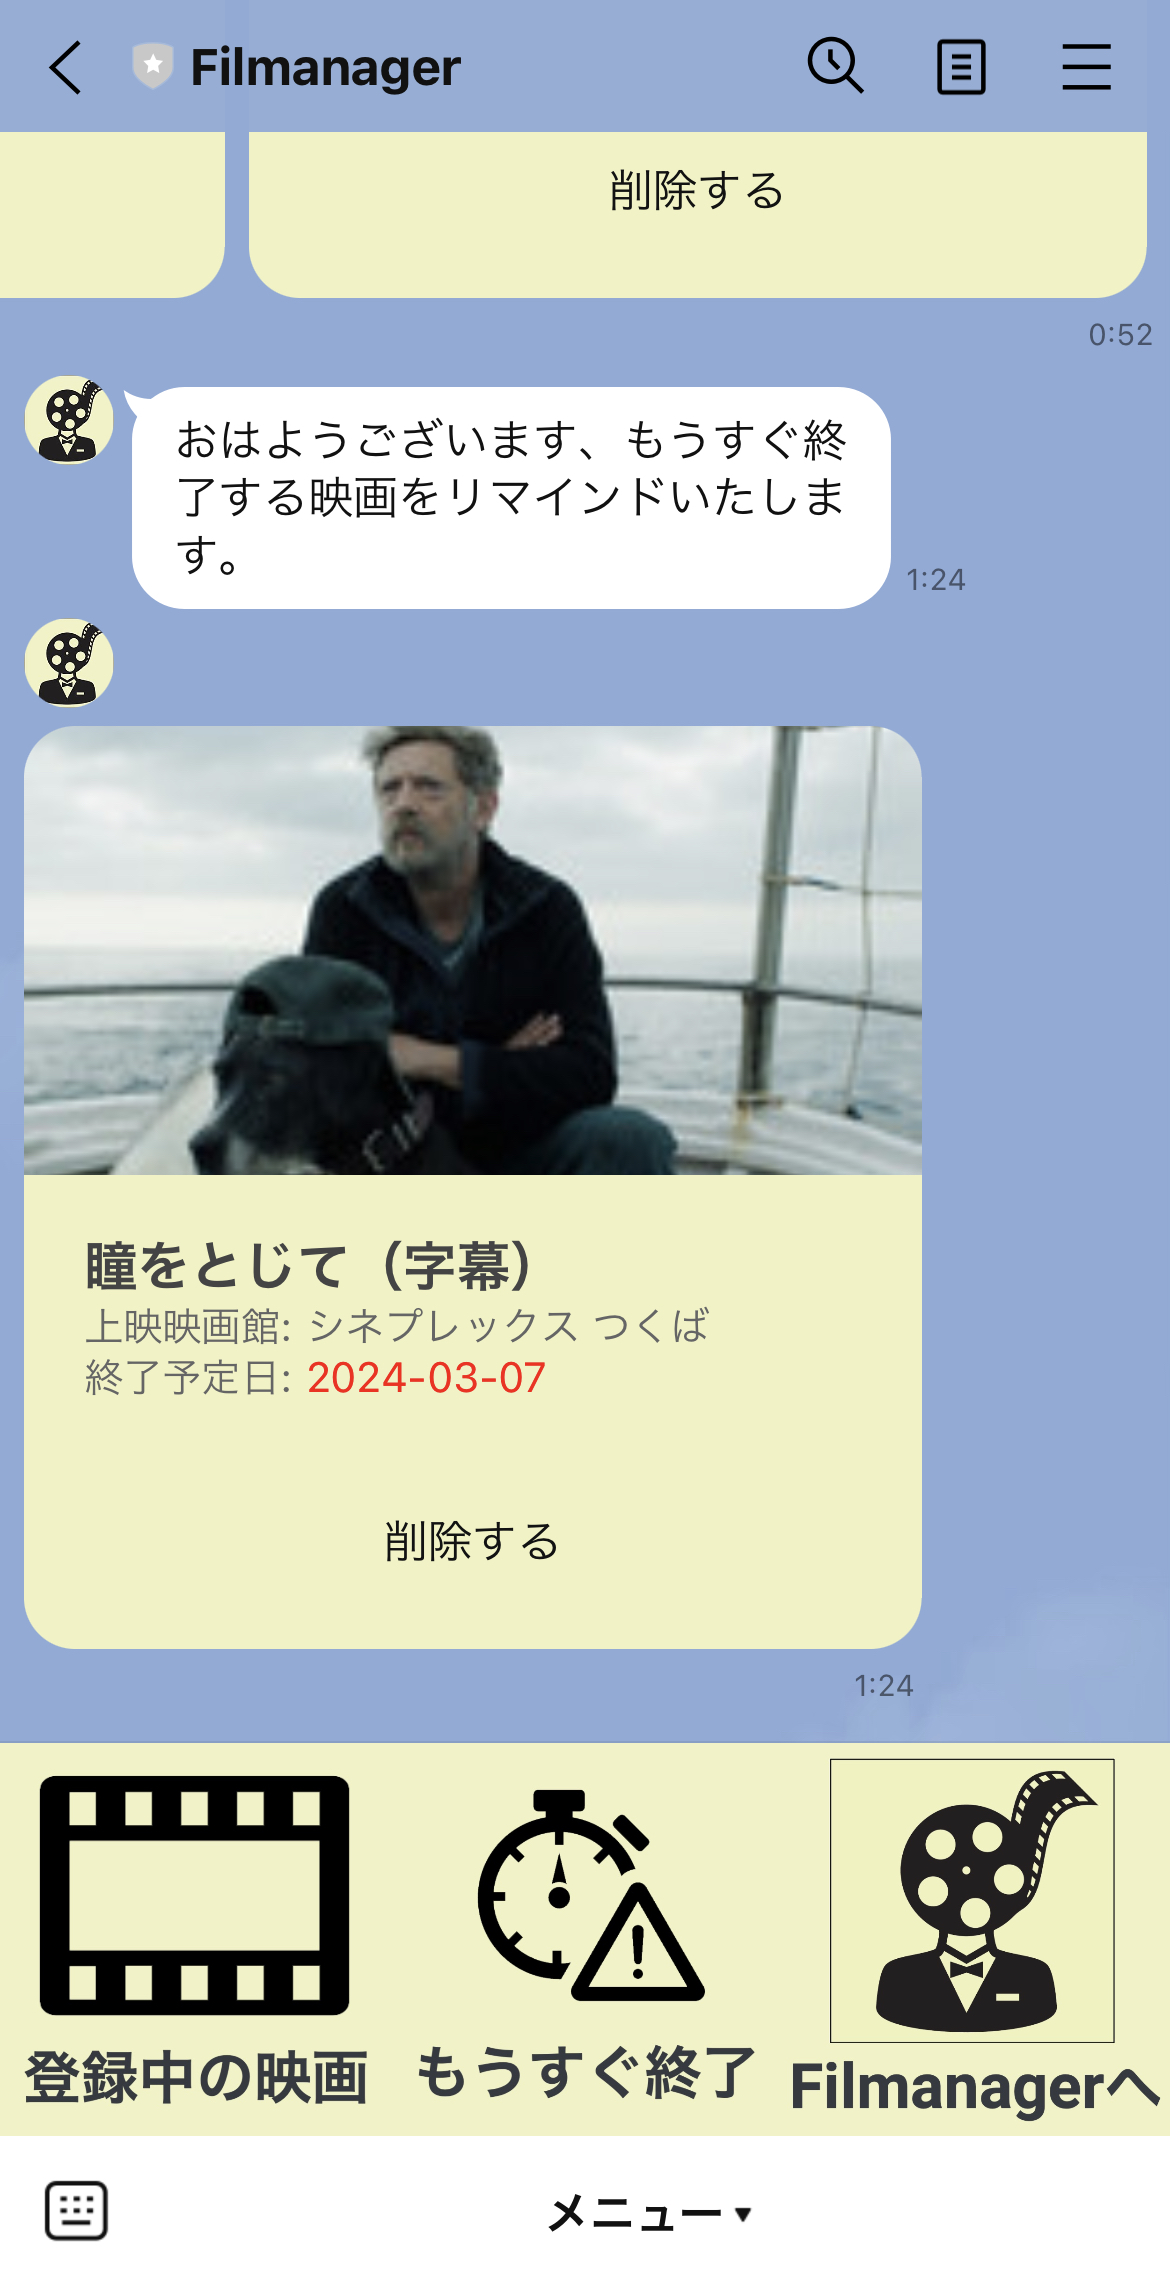 Filmanager
削除する
0:52
おはようございます、もうすぐ終
了する映画をリマインドいたしま
す。
1:24
瞳をとじて（字幕）
上映映画館: シネプレックス つくば
終了予定日: 2024-03-07
削除する
1:24
登録中の映画
もうすぐ終了
Filmanagerへ
メニュー▼